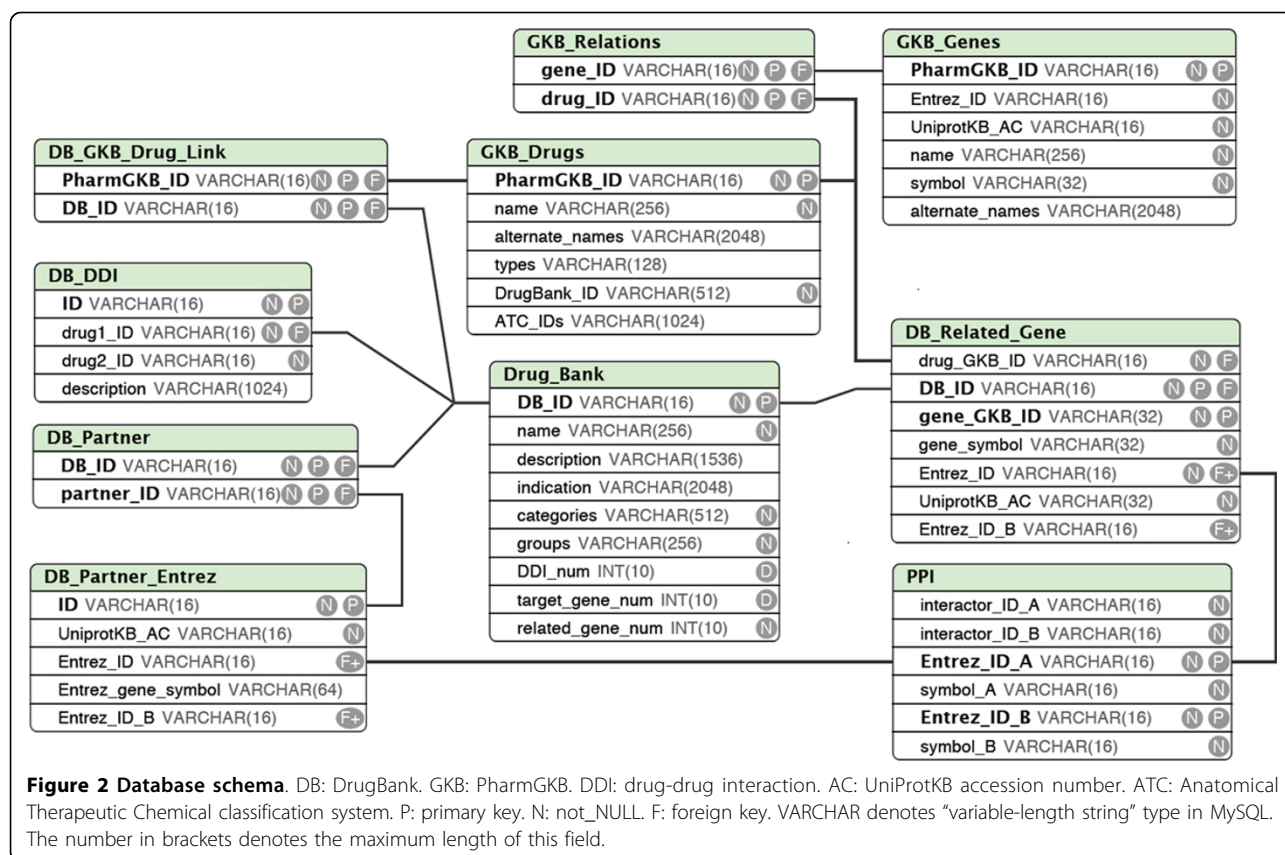 GKB_Relations
gene_ID VARCHAR(16) N P F
drug_ID VARCHAR(16) N P F
GKB_Genes
PharmGKB_ID VARCHAR(16) N P
Entrez_ID VARCHAR(16) N
UniprotKB_AC VARCHAR(16) N
name VARCHAR(256) N
symbol VARCHAR(32) N
alternate_names VARCHAR(2048)
DB_GKB_Drug_Link
PharmGKB_ID VARCHAR(16) N P F
DB_ID VARCHAR(16) N P F
GKB_Drugs
PharmGKB_ID VARCHAR(16) N P
name VARCHAR(256) N
alternate_names VARCHAR(2048)
types VARCHAR(128)
DrugBank_ID VARCHAR(512) N
ATC_IDs VARCHAR(1024)
DB_DDI
ID VARCHAR(16) N P
drug1_ID VARCHAR(16) N F
drug2_ID VARCHAR(16) N
description VARCHAR(1024)
DB_Related_Gene
drug_GKB_ID VARCHAR(16) N F
DB_ID VARCHAR(16) N P F
gene_GKB_ID VARCHAR(32) N P
gene_symbol VARCHAR(32) N
Entrez_ID VARCHAR(16) N F+
UniprotKB_AC VARCHAR(32) N
Entrez_ID_B VARCHAR(16) F+
Drug_Bank
DB_ID VARCHAR(16) N P
name VARCHAR(256) N
description VARCHAR(1536)
indication VARCHAR(2048)
categories VARCHAR(512) N
groups VARCHAR(256) N
DDI_num INT(10) D
target_gene_num INT(10) D
related_gene_num INT(10) N
DB_Partner
DB_ID VARCHAR(16) N P F
partner_ID VARCHAR(16) N P F
DB_Partner_Entrez
ID VARCHAR(16) N P
UniprotKB_AC VARCHAR(16) N
Entrez_ID VARCHAR(16) F+
Entrez_gene_symbol VARCHAR(64)
Entrez_ID_B VARCHAR(16) F+
PPI
interactor_ID_A VARCHAR(16) N
interactor_ID_B VARCHAR(16) N
Entrez_ID_A VARCHAR(16) N P
symbol_A VARCHAR(16) N
Entrez_ID_B VARCHAR(16) N P
symbol_B VARCHAR(16) N
Figure 2 Database schema. DB: DrugBank. GKB: PharmGKB. DDI: drug-drug interaction. AC: UniProtKB accession number. ATC: Anatomical
Therapeutic Chemical classification system. P: primary key. N: not_NULL. F: foreign key. VARCHAR denotes "variable-length string" type in MySQL.
The number in brackets denotes the maximum length of this field.